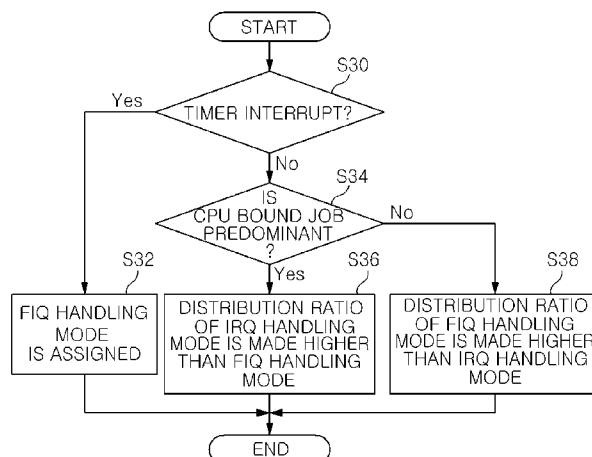 START
S30
Yes
TIMER INTERRUPT?
No
S34
IS
CPU BOUND JOB
PREDOMINANT
?
No
Yes
S32
FIQ HANDLING
MODE
IS ASSIGNED
S36
DISTRIBUTION RATIO
OF IRQ HANDLING
MODE IS MADE HIGHER
THAN FIQ HANDLING
MODE
S38
DISTRIBUTION RATIO
OF FIQ HANDLING
MODE IS MADE HIGHER
THAN IRQ HANDLING
MODE
END